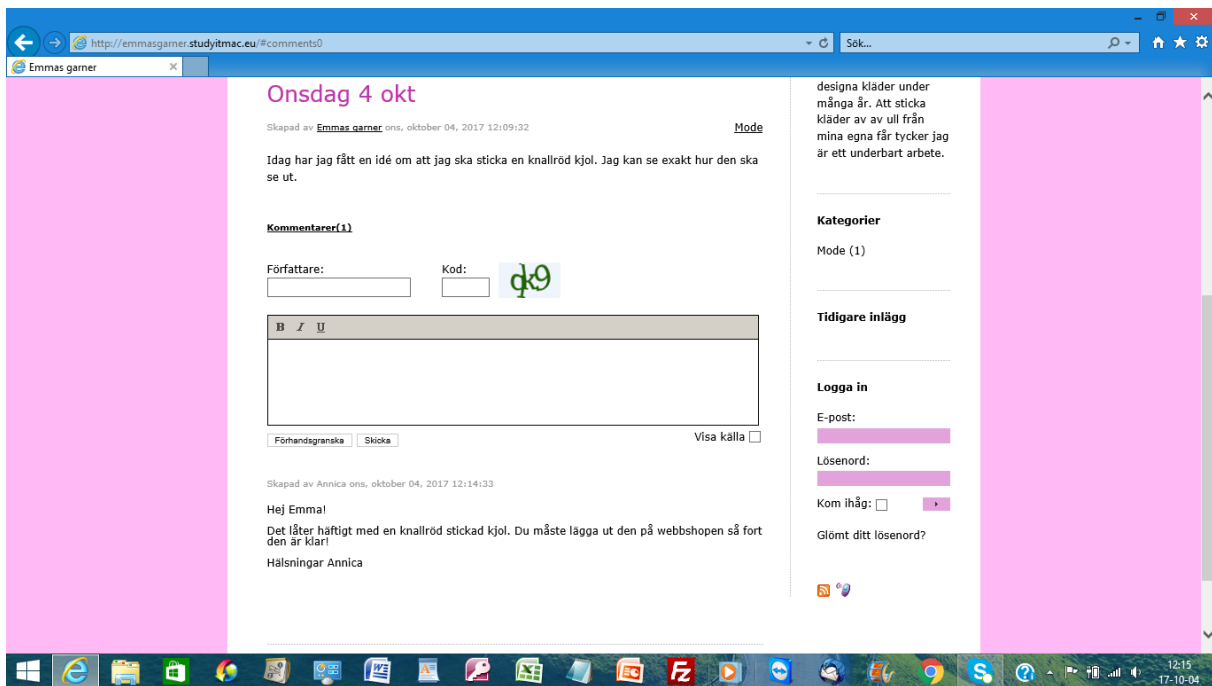 http://emmasgarner.studyitmac.eu/#comments0
Sök...
Emmas garner
Onsdag 4 okt
Skapad av Emmas garner ons, oktober 04, 2017 12:09:32
Mode
Idag har jag fått en idé om att jag ska sticka en knallröd kjol. Jag kan se exakt hur den ska
se ut.
Kommentarer(1)
Författare:
Kod:
qk9
B I U
Förhandsgranska
Skicka
Visa källa
Skapad av Annica ons, oktober 04, 2017 12:14:33
Hej Emma!
Det låter häftigt med en knallröd stickad kjol. Du måste lägga ut den på webbshopen så fort
den är klar!
Hälsningar Annica
designa kläder under
många år. Att sticka
kläder av av ull från
mina egna får tycker jag
är ett underbart arbete.
Kategorier
Mode (1)
Tidigare inlägg
Logga in
E-post:
Lösenord:
Kom ihåg:
Glömt ditt lösenord?
12:15
17-10-04